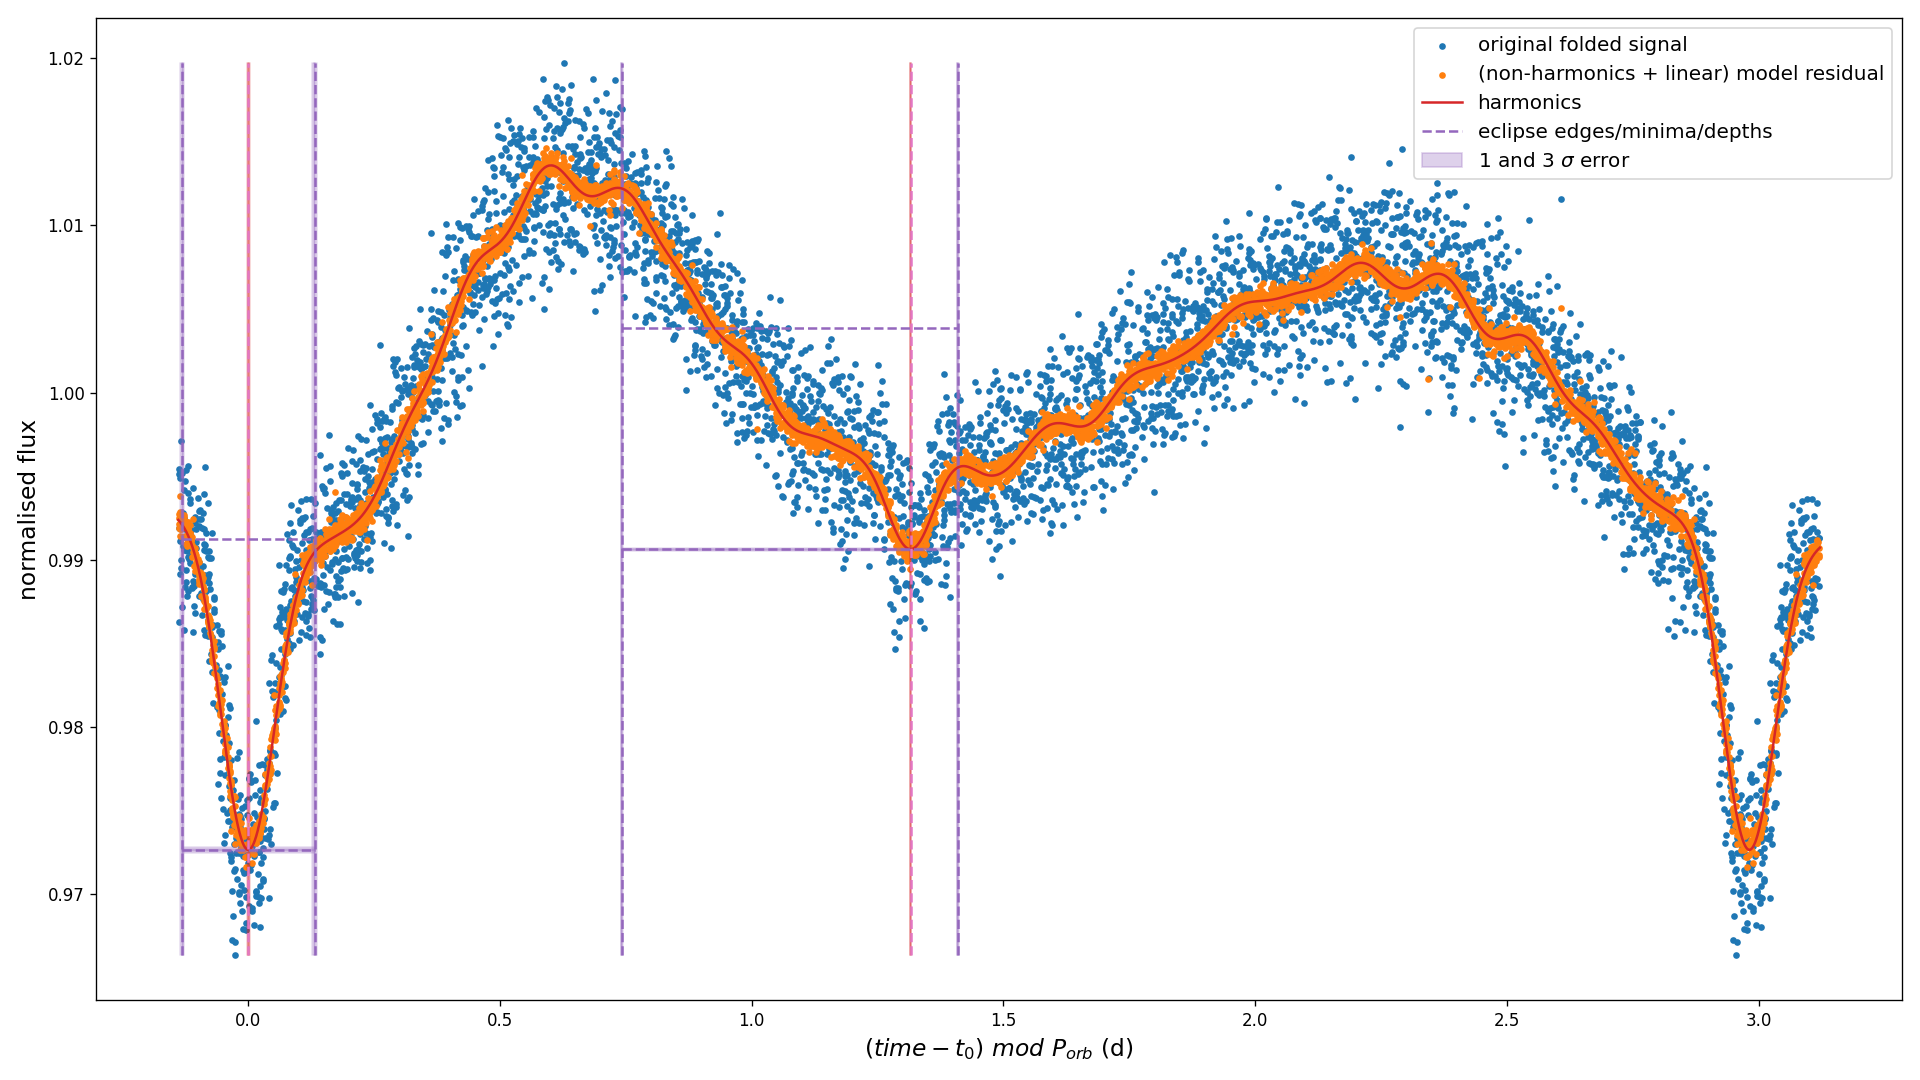 original folded signal
(non-harmonics + linear) model residual
harmonics
eclipse edges/minima/depths
1 and 3 σ error
normalised flux
1.02
1.01
1.00
0.99
0.98
0.97
0.0 0.5 1.0 1.5 2.0 2.5 3.0
(time − t₀) mod Pₒᵣb (d)